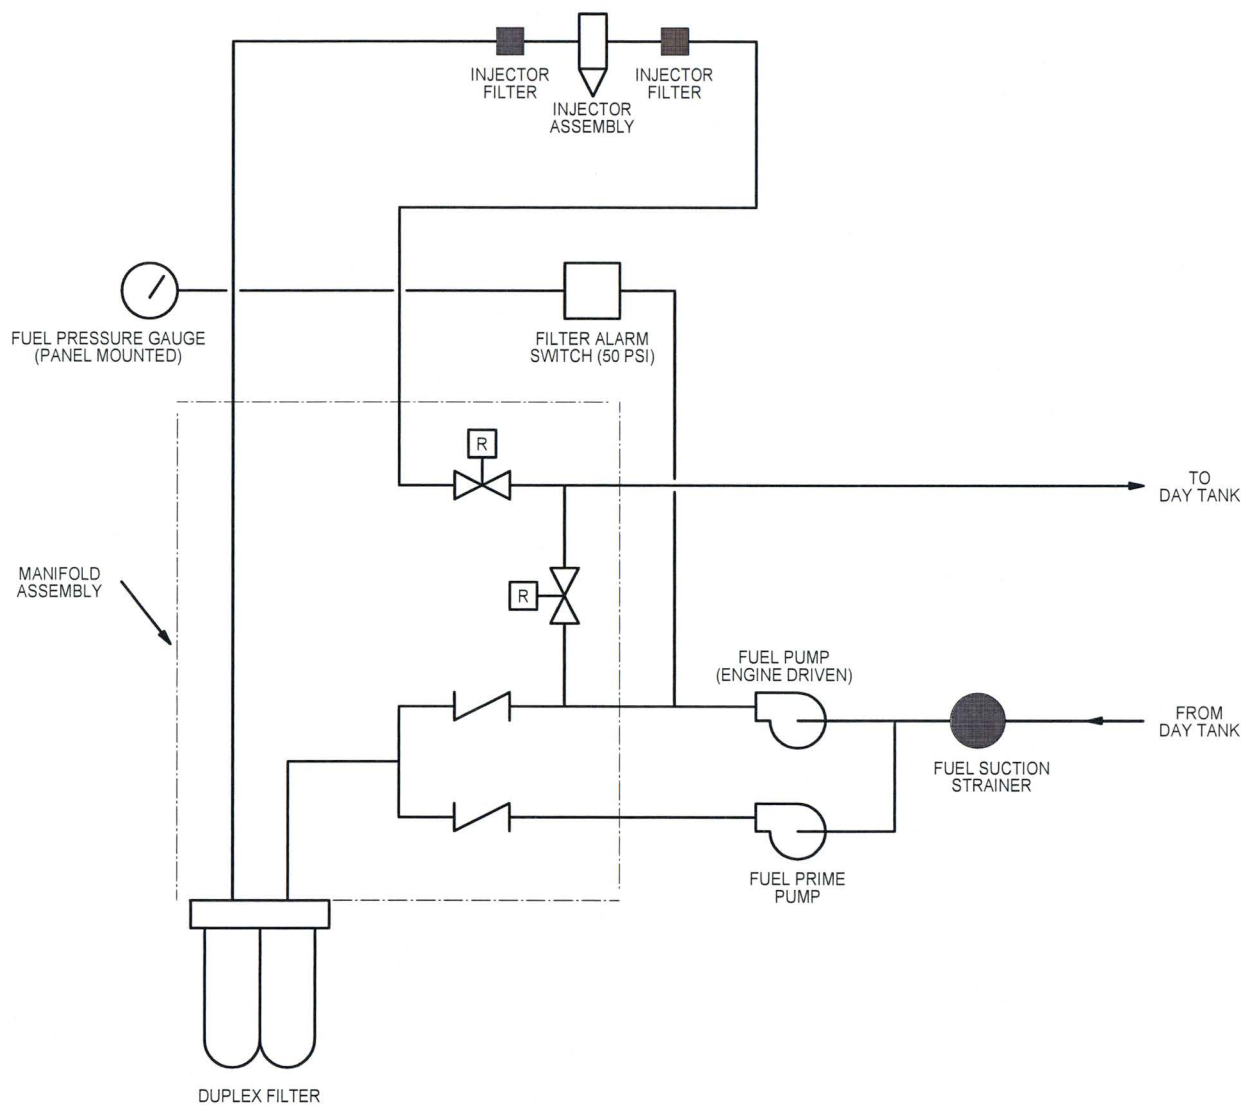 INJECTOR
FILTER
INJECTOR
ASSEMBLY
INJECTOR
FILTER
FUEL PRESSURE GAUGE
(PANEL MOUNTED)
FILTER ALARM
SWITCH (50 PSI)
R
TO
DAY TANK
MANIFOLD
ASSEMBLY
R
FUEL PUMP
(ENGINE DRIVEN)
FROM
DAY TANK
FUEL SUCTION
STRAINER
FUEL PRIME
PUMP
DUPLEX FILTER